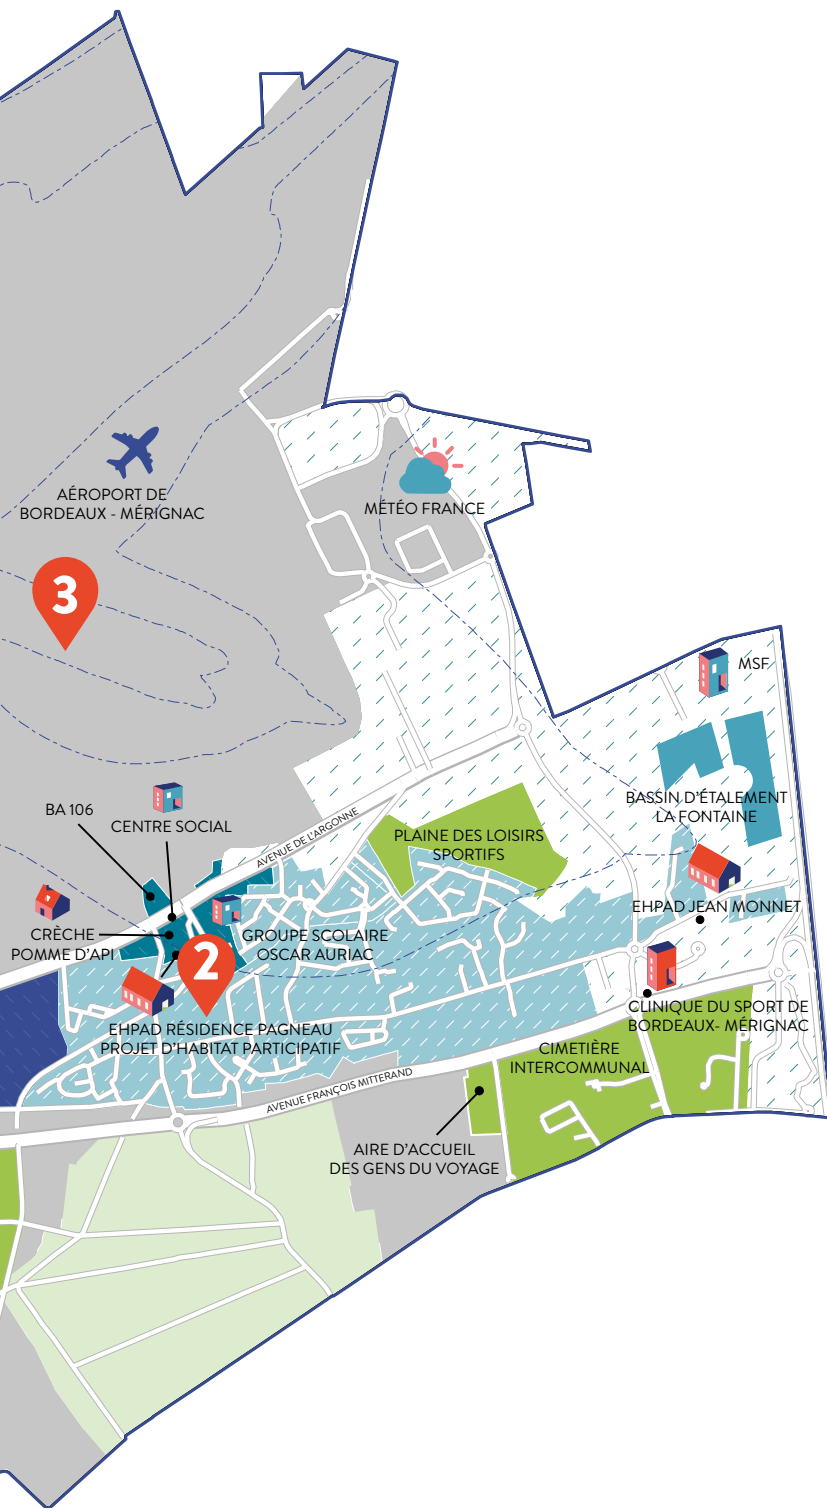 AÉROPORT DE
BORDEAUX - MÉRIGNAC
MÉTÉO FRANCE
3
MSF
BASSIN D'ÉTALEMENT
LA FONTAINE
BA 106
CENTRE SOCIAL
AVENUE DE L'ARGONNE
PLAINE DES LOISIRS
SPORTIFS
EHPAD JEAN MONNET
CRÈCHE
POMME D'API
GROUPE SCOLAIRE
OSCAR AURIAC
2
CLINIQUE DU SPORT DE
BORDEAUX- MÉRIGNAC
EHPAD RÉSIDENCE PAGNEAU
PROJET D'HABITAT PARTICIPATIF
CIMETIÈRE
INTERCOMMUNAL
AVENUE FRANÇOIS MITTERAND
AIRE D'ACCUEIL
DES GENS DU VOYAGE